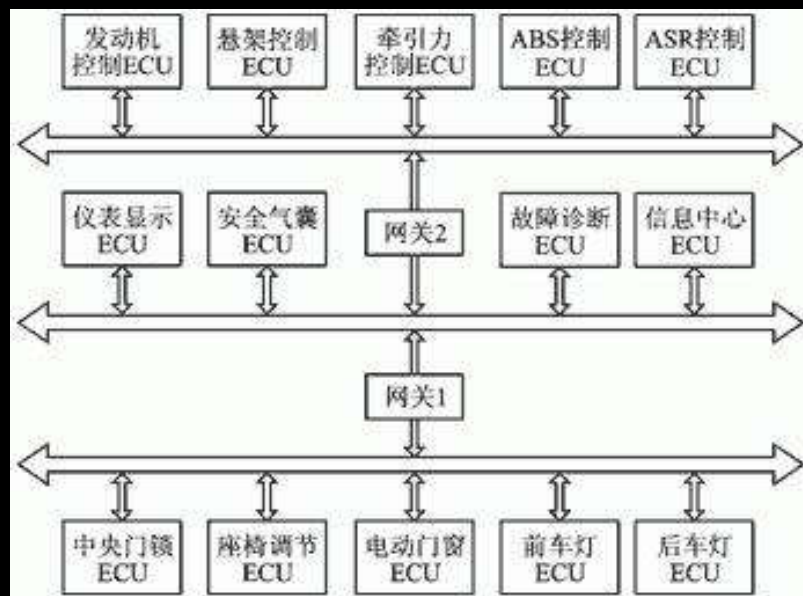 发动机
控制ECU
悬架控制
ECU
牵引力
控制ECU
ABS控制
ECU
ASR控制
ECU
仪表显示
ECU
安全气囊
ECU
网关2
故障诊断
ECU
信息中心
ECU
网关1
中央门锁
ECU
座椅调节
ECU
电动门窗
ECU
前车灯
ECU
后车灯
ECU